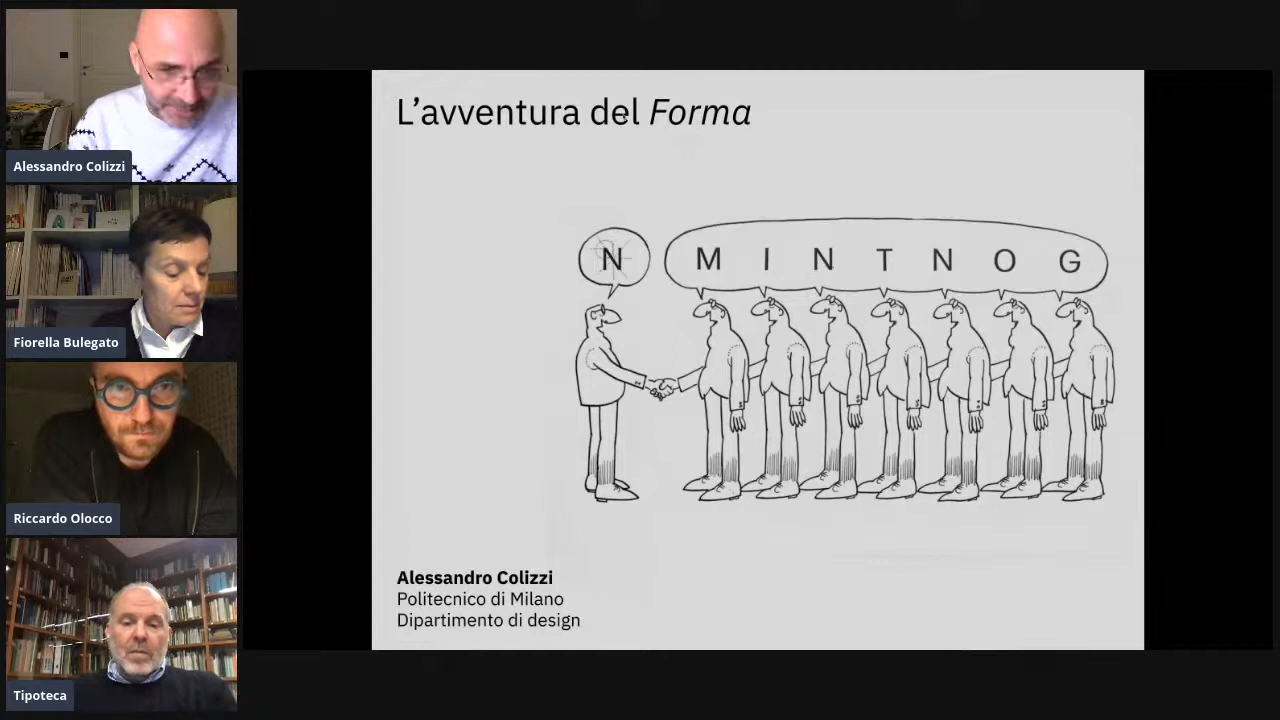 Alessandro Colizzi
Fiorella Bulegato
Riccardo Olocco
Tipoteca
L’avventura del Forma
N
M I N T N O G
Alessandro Colizzi
Politecnico di Milano
Dipartimento di design